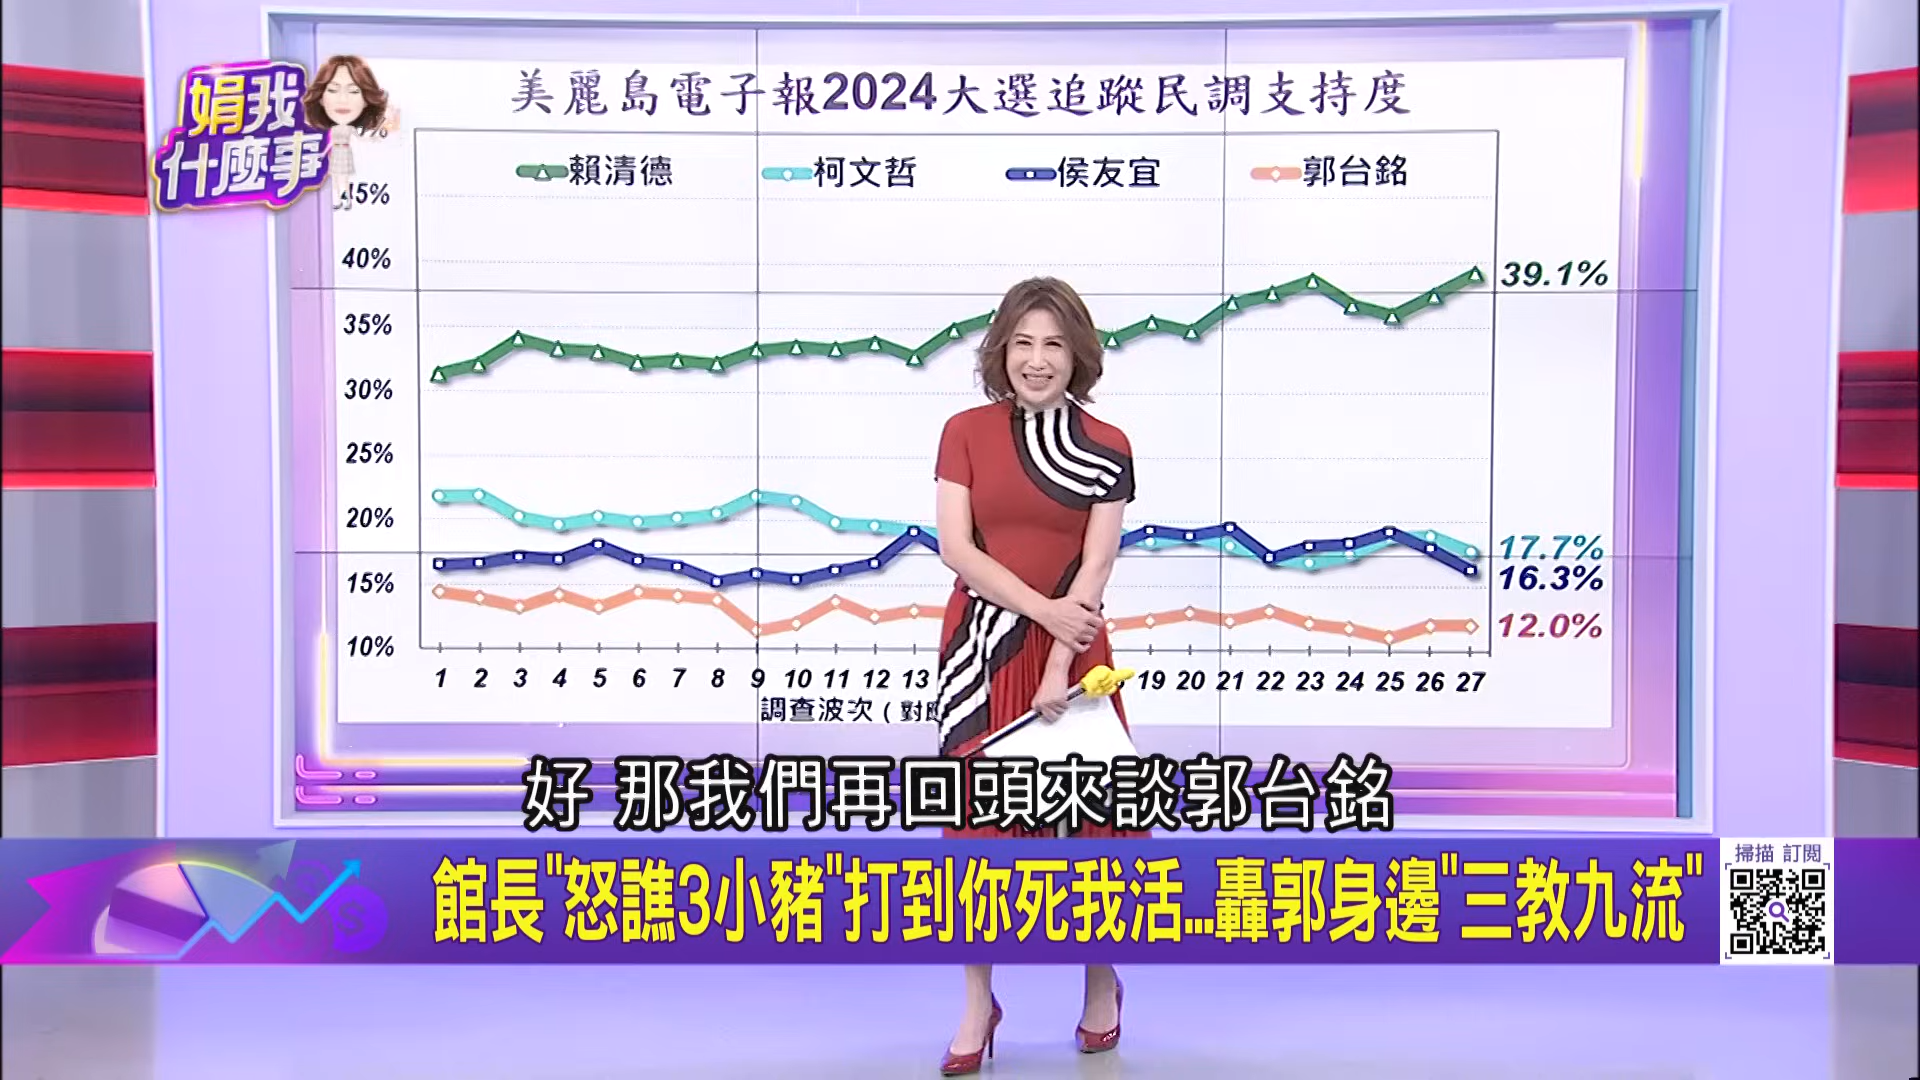 娟我
什麼事
美麗島電子報2024大選追蹤民調支持度
賴清德 柯文哲 侯友宜 郭台銘
45%
40%
35%
30%
25%
20%
15%
10%
39.1%
17.7%
16.3%
12.0%
1 2 3 4 5 6 7 8 9 10 11 12 13 19 20 21 22 23 24 25 26 27
調查波次(對應
好 那我們再回頭來談郭台銘
掃描 訂閱
館長"怒譙3小豬"打到你死我活...轟郭身邊"三教九流"